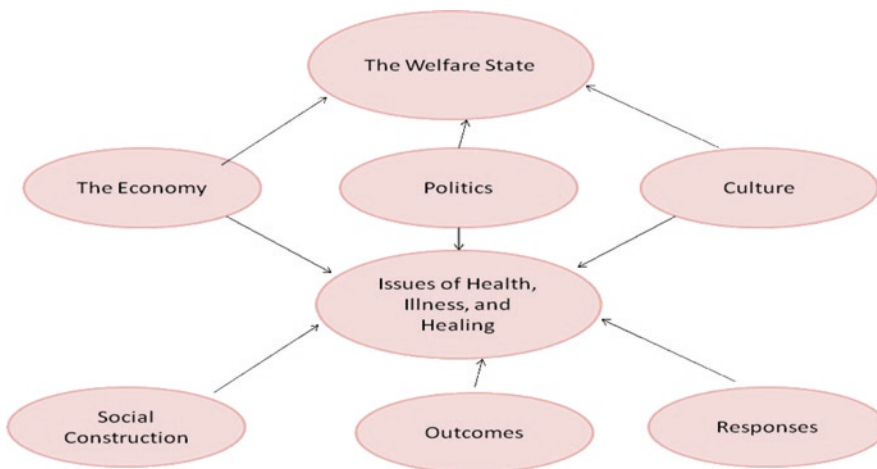 The Welfare State
The Economy
Politics
Culture
Issues of Health,
Illness, and
Healing
Social
Construction
Outcomes
Responses